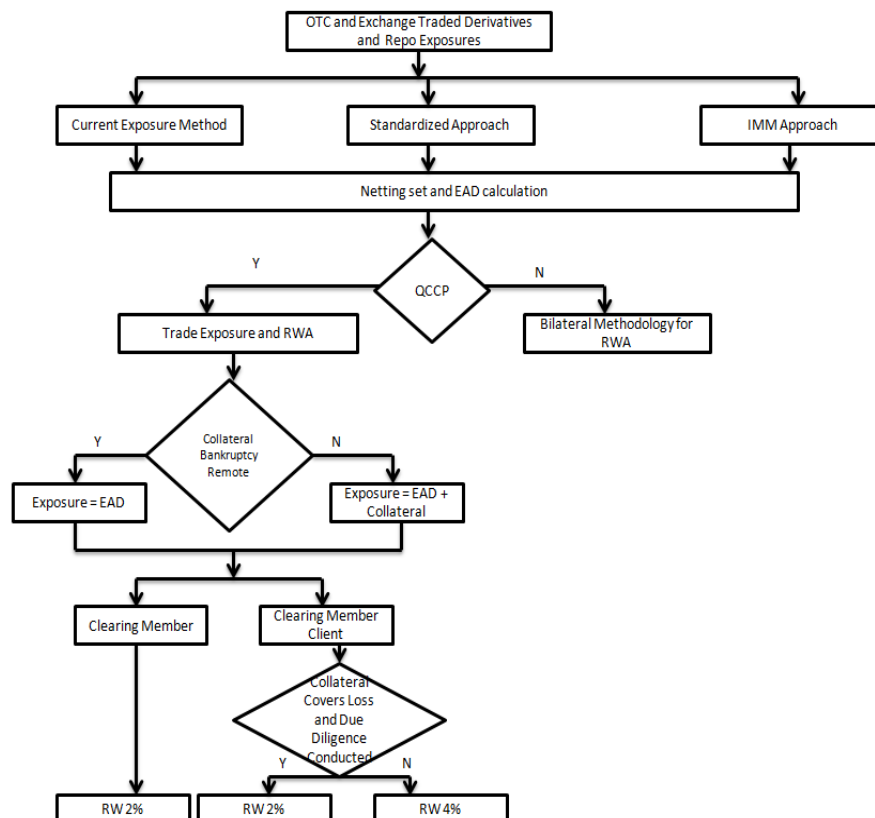 OTC and Exchange Traded Derivatives
and Repo Exposures
Current Exposure Method
Standardized Approach
IMM Approach
Netting set and EAD calculation
Y
N
QCCP
Trade Exposure and RWA
Bilateral Methodology for
RWA
Y
N
Collateral
Bankruptcy
Remote
Exposure = EAD
Exposure = EAD +
Collateral
Clearing Member
Clearing Member
Client
Collateral
Covers Loss
and Due
Diligence
Conducted
Y
N
RW 2%
RW 2%
RW 4%